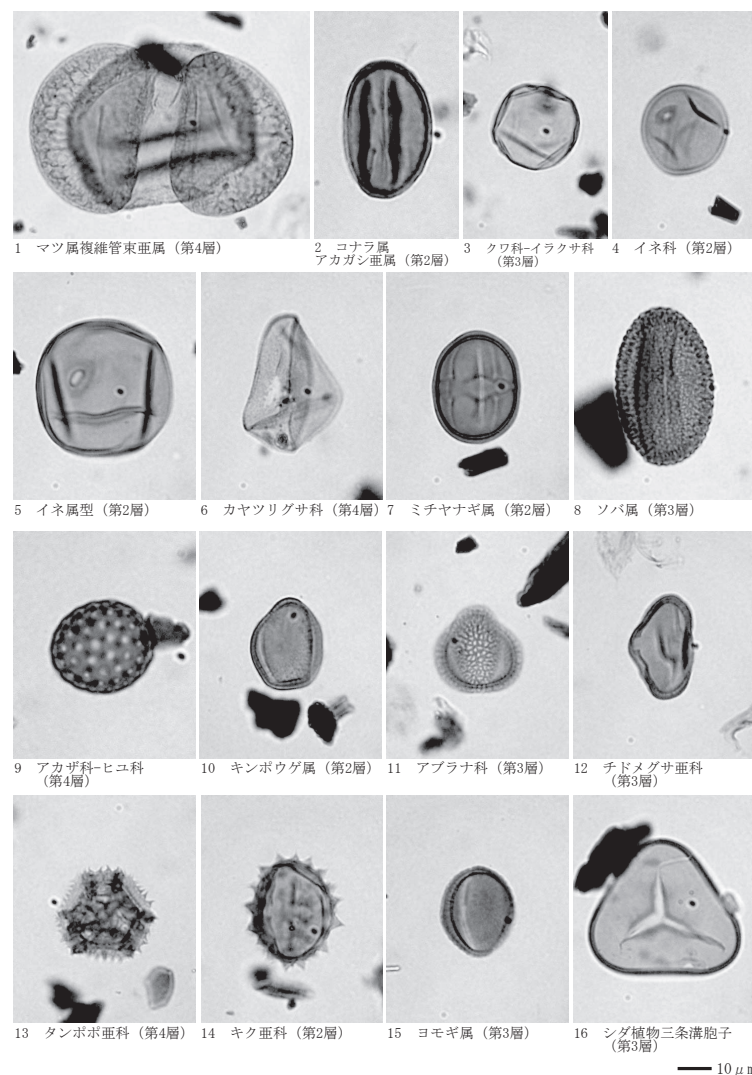 1 マツ属複維管束亜属（第4層）
2 コナラ属
アカガシ亜属（第2層）
3 クワ科−イラクサ科
（第3層）
4 イネ科（第2層）
5 イネ属型（第2層）
6 カヤツリグサ科（第4層）
7 ミチヤナギ属（第2層）
8 ソバ属（第3層）
9 アカザ科−ヒユ科
（第4層）
10 キンポウゲ属（第2層）
11 アブラナ科（第3層）
12 チドメグサ亜科
（第3層）
13 タンポポ亜科（第4層）
14 キク亜科（第2層）
15 ヨモギ属（第3層）
16 シダ植物三条溝胞子
（第3層）
10μm